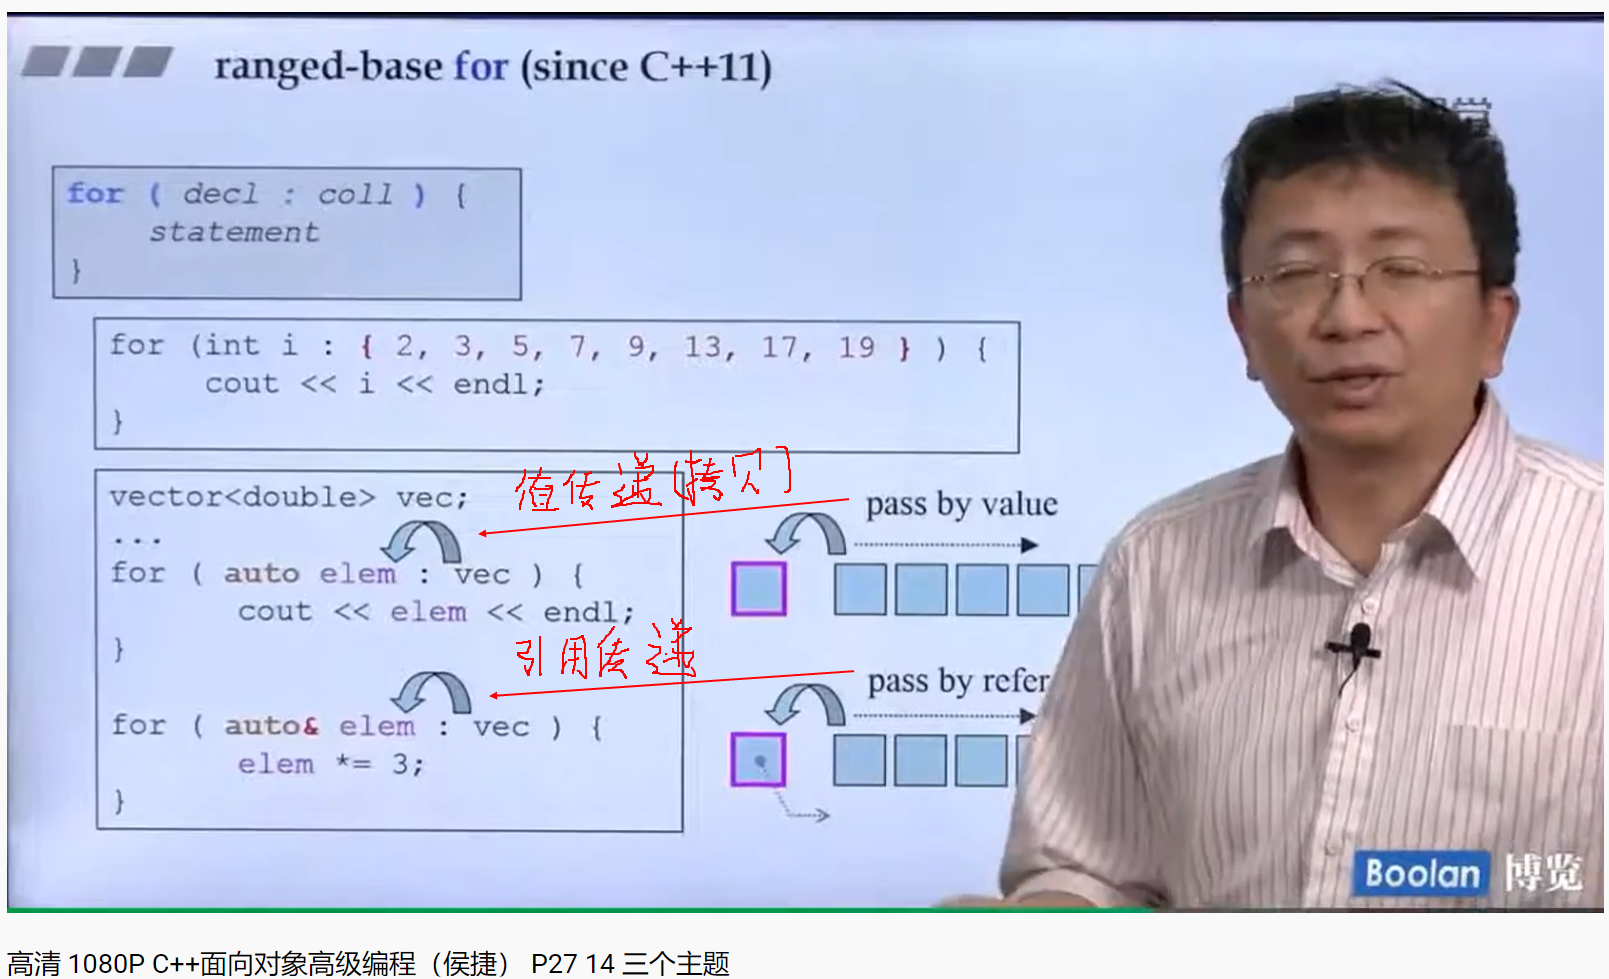 ranged-base for (since C++11)
for ( decl : coll ) {
statement
}
for (int i : { 2, 3, 5, 7, 9, 13, 17, 19 } ) {
cout << i << endl;
}
vector<double> vec;
...
for ( auto elem : vec ) {
cout << elem << endl;
}
for ( auto& elem : vec ) {
elem *= 3;
}
值传递(拷贝)
pass by value
引用传递
pass by refer
Boolan 博览
高清 1080P C++面向对象高级编程（侯捷） P27 14 三个主题